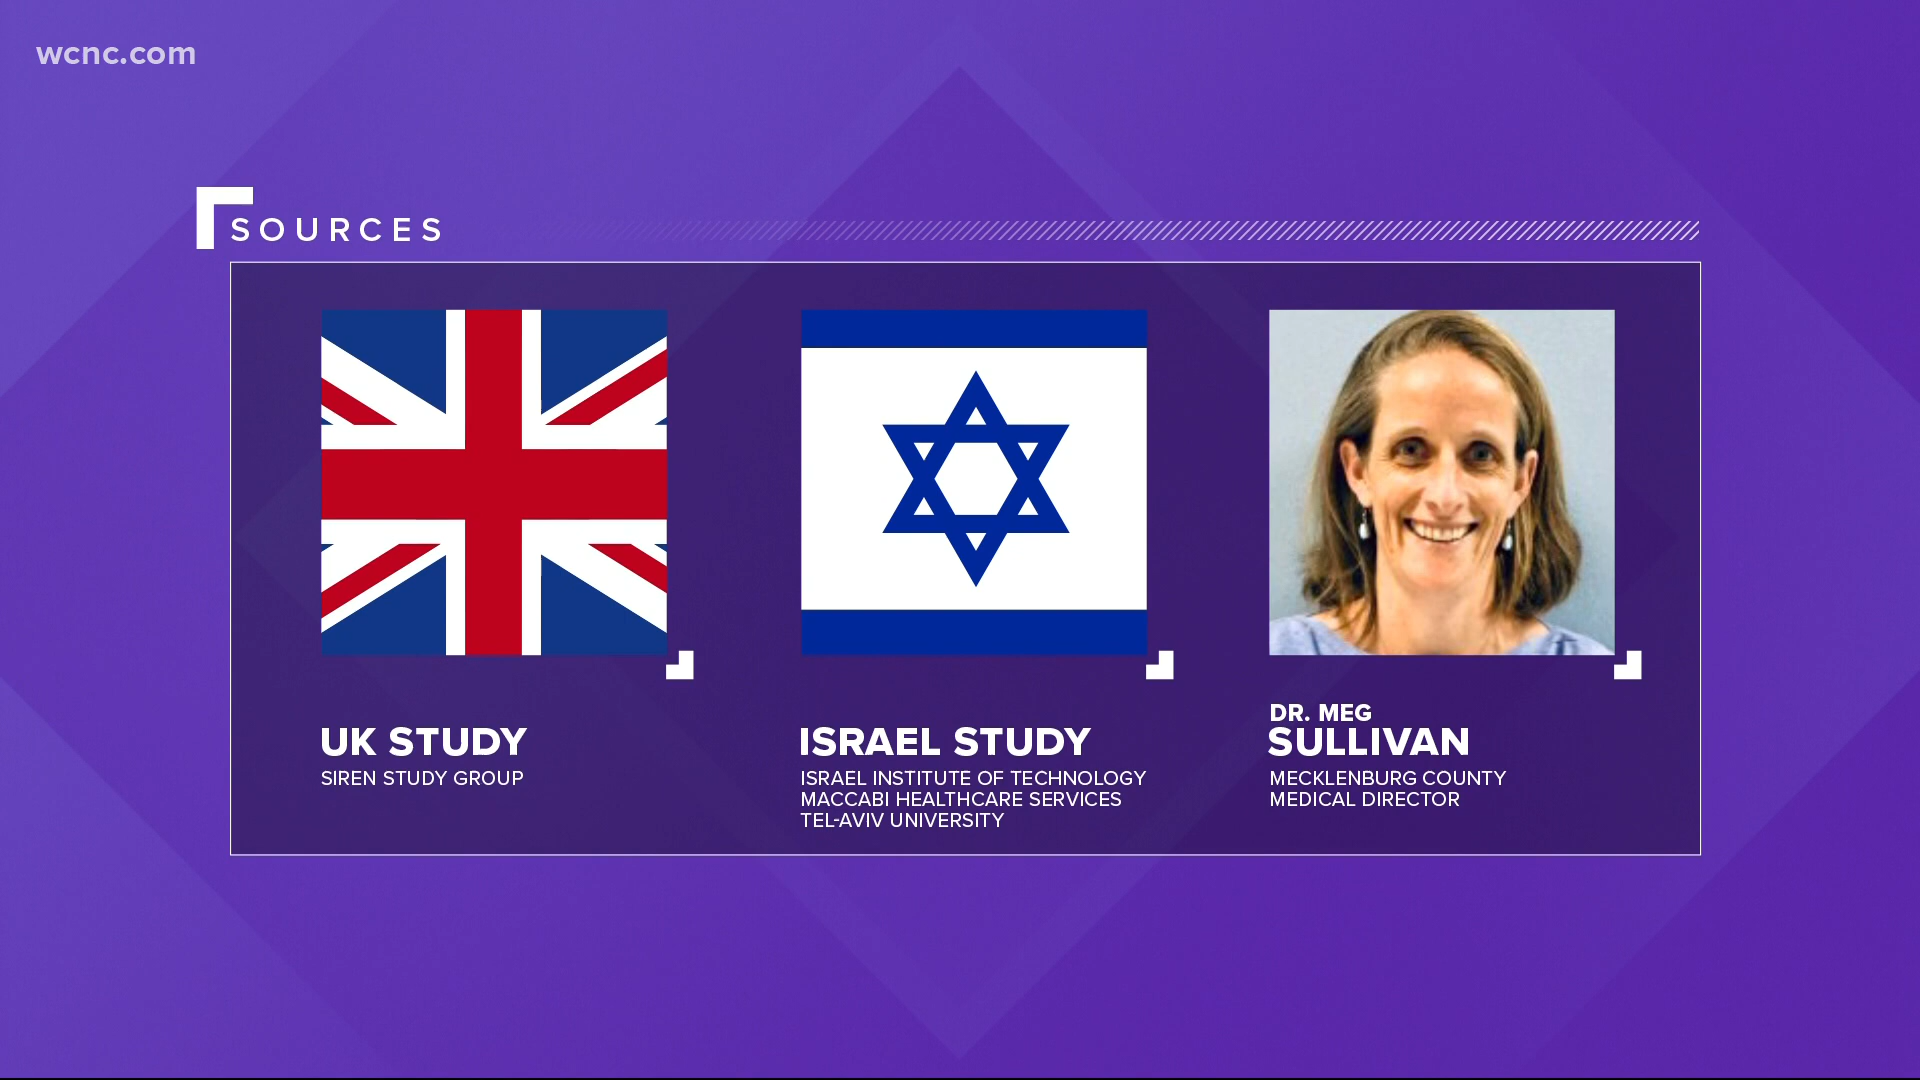 wcnc.com
SOURCES
UK STUDY
SIREN STUDY GROUP
ISRAEL STUDY
ISRAEL INSTITUTE OF TECHNOLOGY
MACCABI HEALTHCARE SERVICES
TEL-AVIV UNIVERSITY
DR. MEG
SULLIVAN
MECKLENBURG COUNTY
MEDICAL DIRECTOR